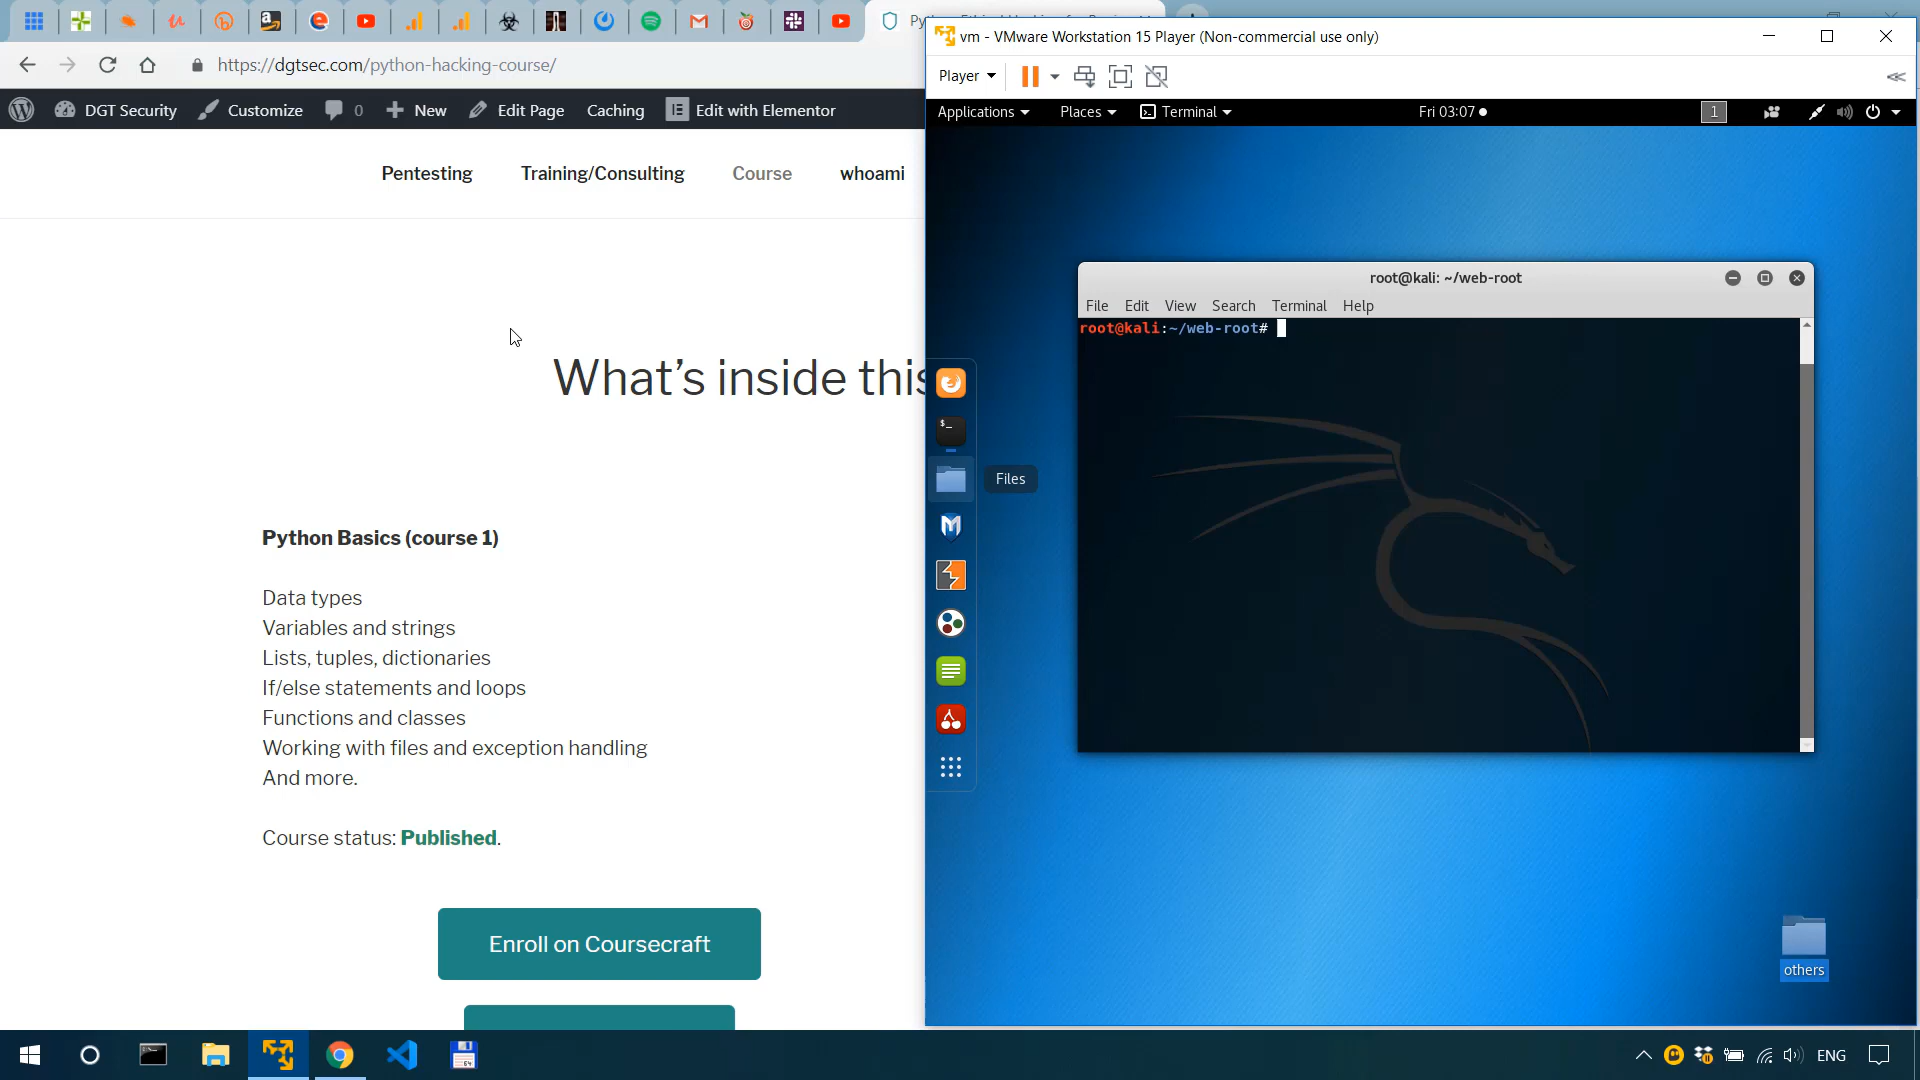 https://dgtsec.com/python-hacking-course/
DGT Security
Customize
0
New
Edit Page
Caching
Edit with Elementor
Pentesting
Training/Consulting
Course
whoami
What’s inside this
Python Basics (course 1)
Data types
Variables and strings
Lists, tuples, dictionaries
If/else statements and loops
Functions and classes
Working with files and exception handling
And more.
Course status: Published.
Enroll on Coursecraft
vm - VMware Workstation 15 Player (Non-commercial use only)
Player
Applications
Places
Terminal
Fri 03:07
1
Files
root@kali: ~/web-root
File Edit View Search Terminal Help
root@kali:~/web-root#
others
ENG